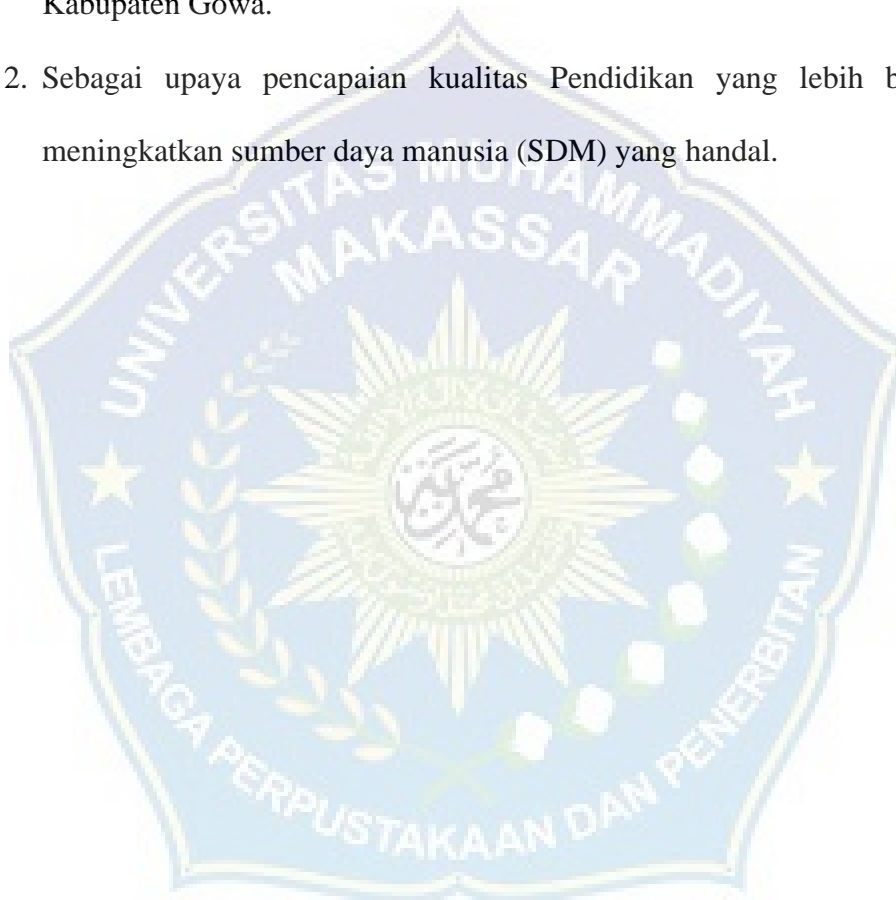 Kabupaten Gowa.
2. Sebagai upaya pencapaian kualitas Pendidikan yang lebih
meningkatkan sumber daya manusia (SDM) yang handal.
UNIVERSITAS MUHAMMADIYAH
MAKASSAR
محمدية
LEMBAGA PERPUSTAKAAN DAN PENERBITAN